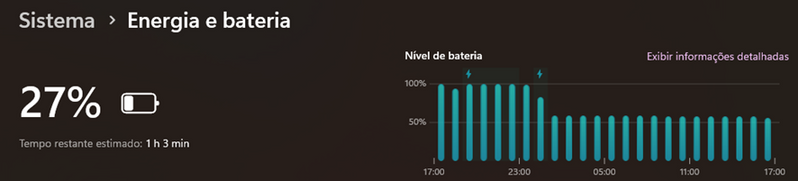 Sistema > Energia e bateria
Nível de bateria
Exibir informações detalhadas
27%
Tempo restante estimado: 1 h 3 min
100%
50%
17:00 23:00 05:00 11:00 17:00